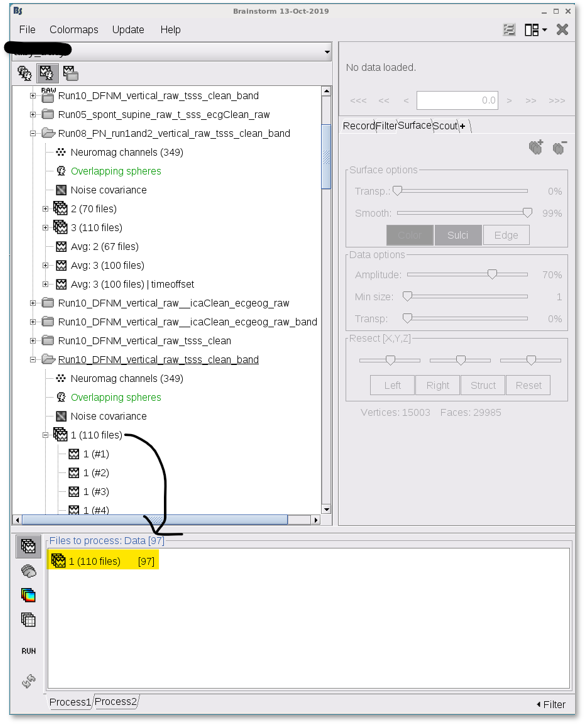 Brainstorm 13-Oct-2019
File Colormaps Update Help
No data loaded.
<<< << < 0.0 > >> >>>
RAW Run10_DFNM_vertical_raw_tsss_clean_band
Run05_spont_supine_raw_t_sss_ecgClean_raw
Run08_PN_run1and2_vertical_raw_tsss_clean_band
Neuromag channels (349)
Overlapping spheres
Noise covariance
2 (70 files)
3 (110 files)
Avg: 2 (67 files)
Avg: 3 (100 files)
Avg: 3 (100 files) | timeoffset
Run10_DFNM_vertical_raw__icaClean_ecgeog_raw
Run10_DFNM_vertical_raw__icaClean_ecgeog_raw_band
Run10_DFNM_vertical_raw_tsss_clean
Run10_DFNM_vertical_raw_tsss_clean_band
Neuromag channels (349)
Overlapping spheres
Noise covariance
1 (110 files)
1 (#1)
1 (#2)
1 (#3)
1 (#4)
Record Filter Surface Scout +
Surface options
Transp.: 0%
Smooth: 99%
Color Sulci Edge
Data options
Amplitude: 70%
Min size: 1
Transp: 0%
Resect [X,Y,Z]
Left Right Struct Reset
Vertices: 15003 Faces: 29985
Files to process: Data [97]
1 (110 files) [97]
RUN
Process1 Process2
Filter